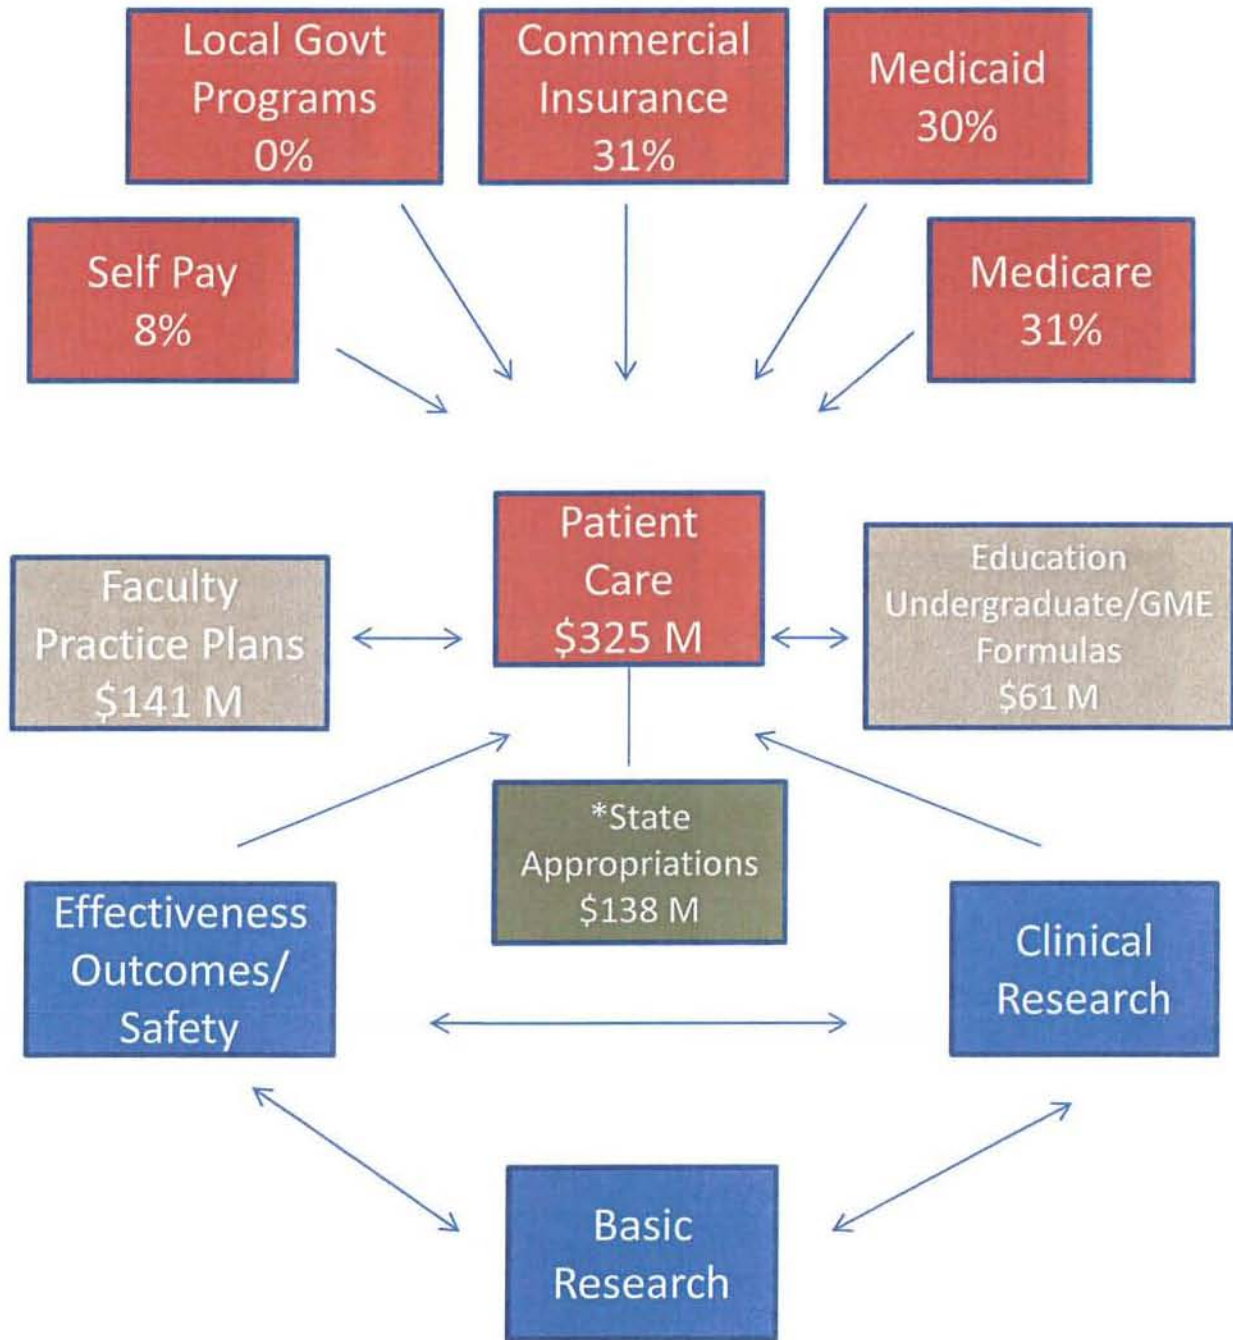 Local Govt
Programs
0%
Commercial
Insurance
31%
Medicaid
30%
Self Pay
8%
Medicare
31%
Patient
Care
$325 M
Faculty
Practice Plans
$141 M
Education
Undergraduate/GME
Formulas
$61 M
*State
Appropriations
$138 M
Effectiveness
Outcomes/
Safety
Clinical
Research
Basic
Research